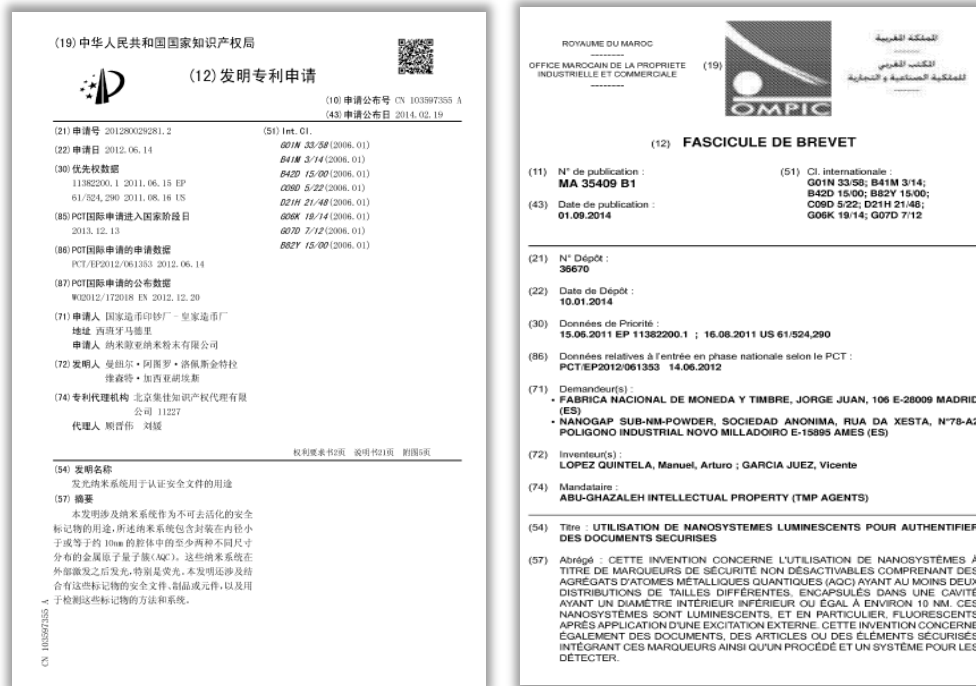 (19)中华人民共和国国家知识产权局
(12)发明专利申请
(10)申请公布号 CN 103597355 A
(43)申请公布日 2014.02.19
(21)申请号 201280029281.2
(22)申请日 2012.06.14
(30)优先权数据
11382200.1 2011.06.15 EP
61/524,290 2011.08.16 US
(85)PCT国际申请进入国家阶段日
2013.12.13
(86)PCT国际申请的申请数据
PCT/EP2012/061353 2012.06.14
(87)PCT国际申请的公布数据
WO2012/172018 EN 2012.12.20
(71)申请人 国家造币印钞厂-皇家造币厂
地址 西班牙马德里
申请人 纳米隙亚纳米粉末有限公司
(72)发明人 曼纽尔·阿图罗·洛佩斯金特拉
维森特·加西亚胡埃斯
(74)专利代理机构 北京集佳知识产权代理有限
公司 11227
代理人 顾晋伟 刘媛
(51)Int.Cl.
G01N 33/58(2006.01)
B41M 3/14(2006.01)
B42D 15/00(2006.01)
C09D 5/22(2006.01)
D21H 21/48(2006.01)
G06K 19/14(2006.01)
G07D 7/12(2006.01)
B82Y 15/00(2006.01)
权利要求书2页 说明书21页 附图5页
(54)发明名称
发光纳米系统用于认证安全文件的用途
(57)摘要
本发明涉及纳米系统作为不可去活化的安全
标记物的用途,所述纳米系统包含封装在内径小
于或等于约 10nm 的腔体中的至少两种不同尺寸
分布的金属原子量子簇(AQC)。这些纳米系统在
外部激发之后发光,特别是荧光。本发明还涉及结
合有这些标记物的安全文件、制品或元件,以及用
于检测这些标记物的方法和系统。
CN 103597355 A
ROYAUME DU MAROC
--------
OFFICE MAROCAIN DE LA PROPRIETE
INDUSTRIELLE ET COMMERCIALE
--------
(19)
OMPIC
المملكة المغربية
--------
المكتب المغربي
للملكية الصناعية و التجارية
--------
(12) FASCICULE DE BREVET
(11) N° de publication :
MA 35409 B1
(43) Date de publication :
01.09.2014
(51) Cl. internationale :
G01N 33/58; B41M 3/14;
B42D 15/00; B82Y 15/00;
C09D 5/22; D21H 21/48;
G06K 19/14; G07D 7/12
(21) N° Dépôt :
36670
(22) Date de Dépôt :
10.01.2014
(30) Données de Priorité :
15.06.2011 EP 11382200.1 ; 16.08.2011 US 61/524,290
(86) Données relatives à l'entrée en phase nationale selon le PCT :
PCT/EP2012/061353 14.06.2012
(71) Demandeur(s) :
• FABRICA NACIONAL DE MONEDA Y TIMBRE, JORGE JUAN, 106 E-28009 MADRID
(ES)
• NANOGAP SUB-NM-POWDER, SOCIEDAD ANONIMA, RUA DA XESTA, N°78-A2
POLIGONO INDUSTRIAL NOVO MILLADOIRO E-15895 AMES (ES)
(72) Inventeur(s) :
LOPEZ QUINTELA, Manuel, Arturo ; GARCIA JUEZ, Vicente
(74) Mandataire :
ABU-GHAZALEH INTELLECTUAL PROPERTY (TMP AGENTS)
(54) Titre : UTILISATION DE NANOSYSTEMES LUMINESCENTS POUR AUTHENTIFIER
DES DOCUMENTS SECURISES
(57) Abrégé : CETTE INVENTION CONCERNE L'UTILISATION DE NANOSYSTÈMES À
TITRE DE MARQUEURS DE SÉCURITÉ NON DÉSACTIVABLES COMPRENANT DES
AGRÉGATS D'ATOMES MÉTALLIQUES QUANTIQUES (AQC) AYANT AU MOINS DEUX
DISTRIBUTIONS DE TAILLES DIFFÉRENTES, ENCAPSULÉS DANS UNE CAVITÉ
AYANT UN DIAMÈTRE INTÉRIEUR INFÉRIEUR OU ÉGAL À ENVIRON 10 NM. CES
NANOSYSTÈMES SONT LUMINESCENTS, ET EN PARTICULIER, FLUORESCENTS
APRÈS APPLICATION D'UNE EXCITATION EXTERNE. CETTE INVENTION CONCERNE
ÉGALEMENT DES DOCUMENTS, DES ARTICLES OU DES ÉLÉMENTS SÉCURISÉS
INTÉGRANT CES MARQUEURS AINSI QU'UN PROCÉDÉ ET UN SYSTÈME POUR LES
DÉTECTER.